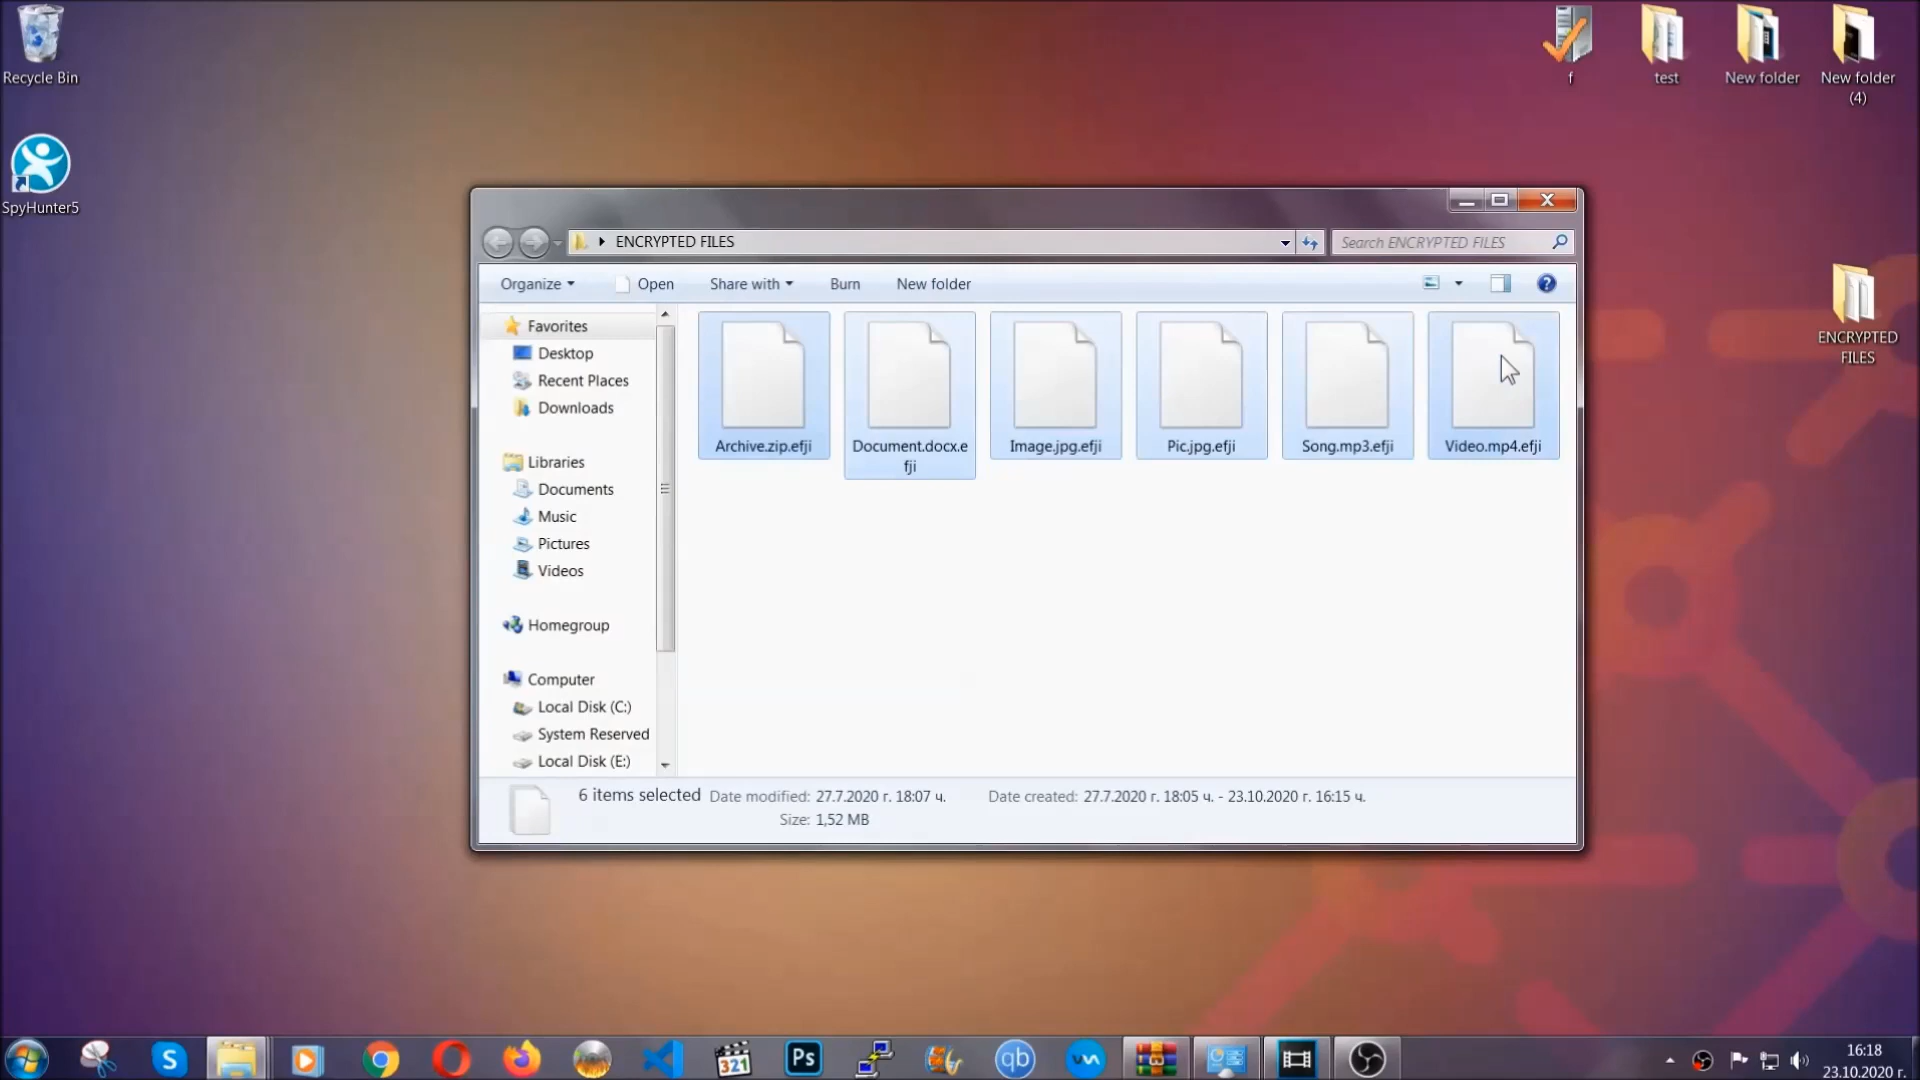 Recycle Bin
SpyHunter5
f
test
New folder
New folder
(4)
ENCRYPTED
FILES
ENCRYPTED FILES
Search ENCRYPTED FILES
Organize
Open
Share with
Burn
New folder
Favorites
Desktop
Recent Places
Downloads
Libraries
Documents
Music
Pictures
Videos
Homegroup
Computer
Local Disk (C:)
System Reserved
Local Disk (E:)
Archive.zip.efji
Document.docx.e
fji
Image.jpg.efji
Pic.jpg.efji
Song.mp3.efji
Video.mp4.efji
6 items selected
Date modified: 27.7.2020 г. 18:07 ч.
Date created: 27.7.2020 г. 18:05 ч. - 23.10.2020 г. 16:15 ч.
Size: 1,52 MB
S
321
Ps
qb
16:18
23.10.2020 г.